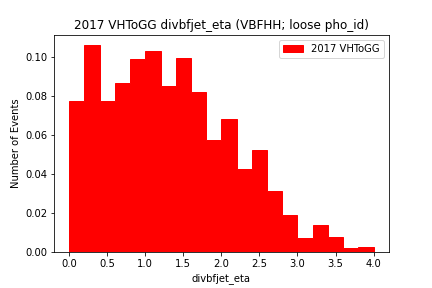 2017 VHToGG divbfjet_eta (VBFHH; loose pho_id)
2017 VHToGG
0.10
0.08
0.06
0.04
0.02
0.00
Number of Events
0.0 0.5 1.0 1.5 2.0 2.5 3.0 3.5 4.0
divbfjet_eta